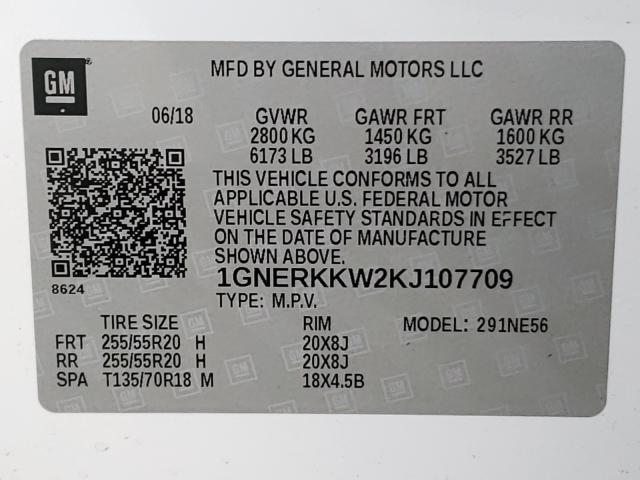 GM
MFD BY GENERAL MOTORS LLC
06/18 GVWR GAWR FRT GAWR RR
2800 KG 1450 KG 1600 KG
6173 LB 3196 LB 3527 LB
THIS VEHICLE CONFORMS TO ALL
APPLICABLE U.S. FEDERAL MOTOR
VEHICLE SAFETY STANDARDS IN EFFECT
ON THE DATE OF MANUFACTURE
SHOWN ABOVE.
8624
1GNERKKW2KJ107709
TYPE: M.P.V.
TIRE SIZE RIM MODEL: 291NE56
FRT 255/55R20 H 20X8J
RR 255/55R20 H 20X8J
SPA T135/70R18 M 18X4.5B